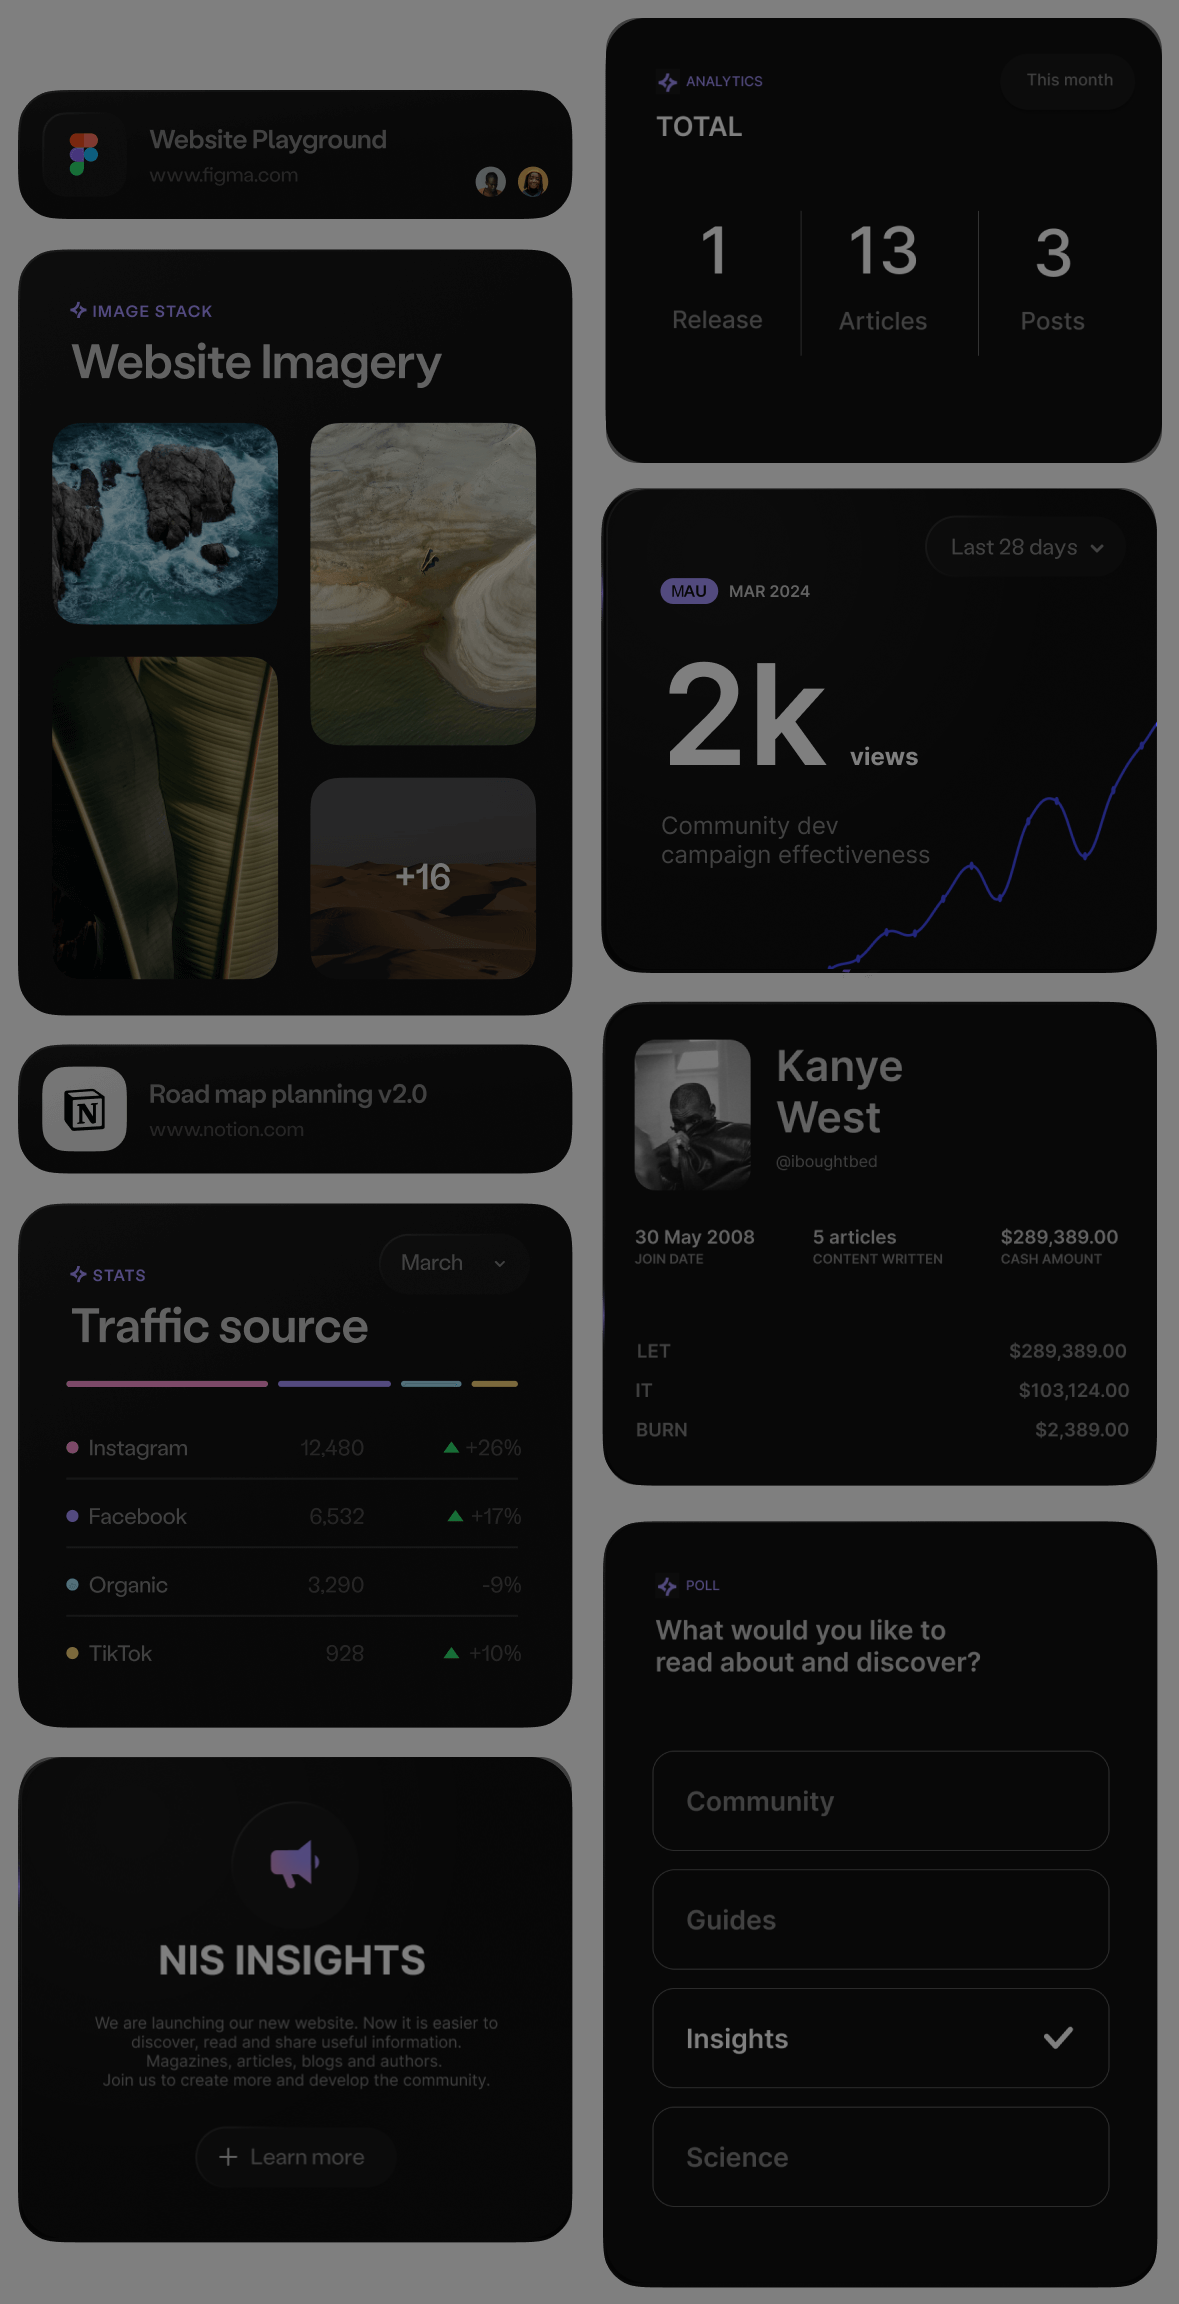 Website Playground
www.figma.com
IMAGE STACK
Website Imagery
+16
N
Road map planning v2.0
www.notion.com
STATS
March
Traffic source
Instagram 12,480 +26%
Facebook 6,532 +17%
Organic 3,290 -9%
TikTok 928 +10%
NIS INSIGHTS
We are launching our new website. Now it is easier to
discover, read and share useful information.
Magazines, articles, blogs and authors.
Join us to create more and develop the community.
+ Learn more
ANALYTICS
This month
TOTAL
1 13 3
Release Articles Posts
Last 28 days
MAU MAR 2024
2k views
Community dev
campaign effectiveness
Kanye
West
@iboughtbed
30 May 2008 5 articles $289,389.00
JOIN DATE CONTENT WRITTEN CASH AMOUNT
LET $289,389.00
IT $103,124.00
BURN $2,389.00
POLL
What would you like to
read about and discover?
Community
Guides
Insights
Science